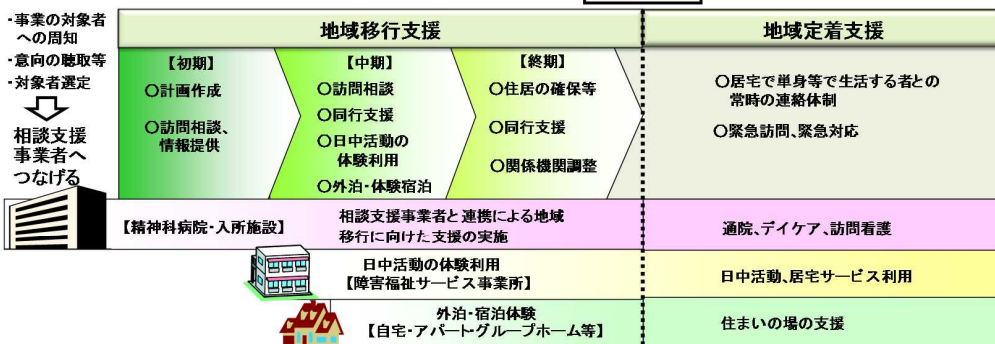 ・事業の対象者
への周知
・意向の聴取等
・対象者選定
相談支援
事業者へ
つなげる
地域移行支援
地域定着支援
【初期】
○計画作成
○訪問相談、
情報提供
【中期】
○訪問相談
○同行支援
○日中活動の
体験利用
○外泊・体験宿泊
【終期】
○住居の確保等
○同行支援
○関係機関調整
○居宅で単身等で生活する者との
常時の連絡体制
○緊急訪問、緊急対応
【精神科病院・入所施設】
相談支援事業者と連携による地域
移行に向けた支援の実施
通院、デイケア、訪問看護
日中活動の体験利用
【障害福祉サービス事業所】
日中活動、居宅サービス利用
外泊・宿泊体験
【自宅・アパート・グループホーム等】
住まいの場の支援